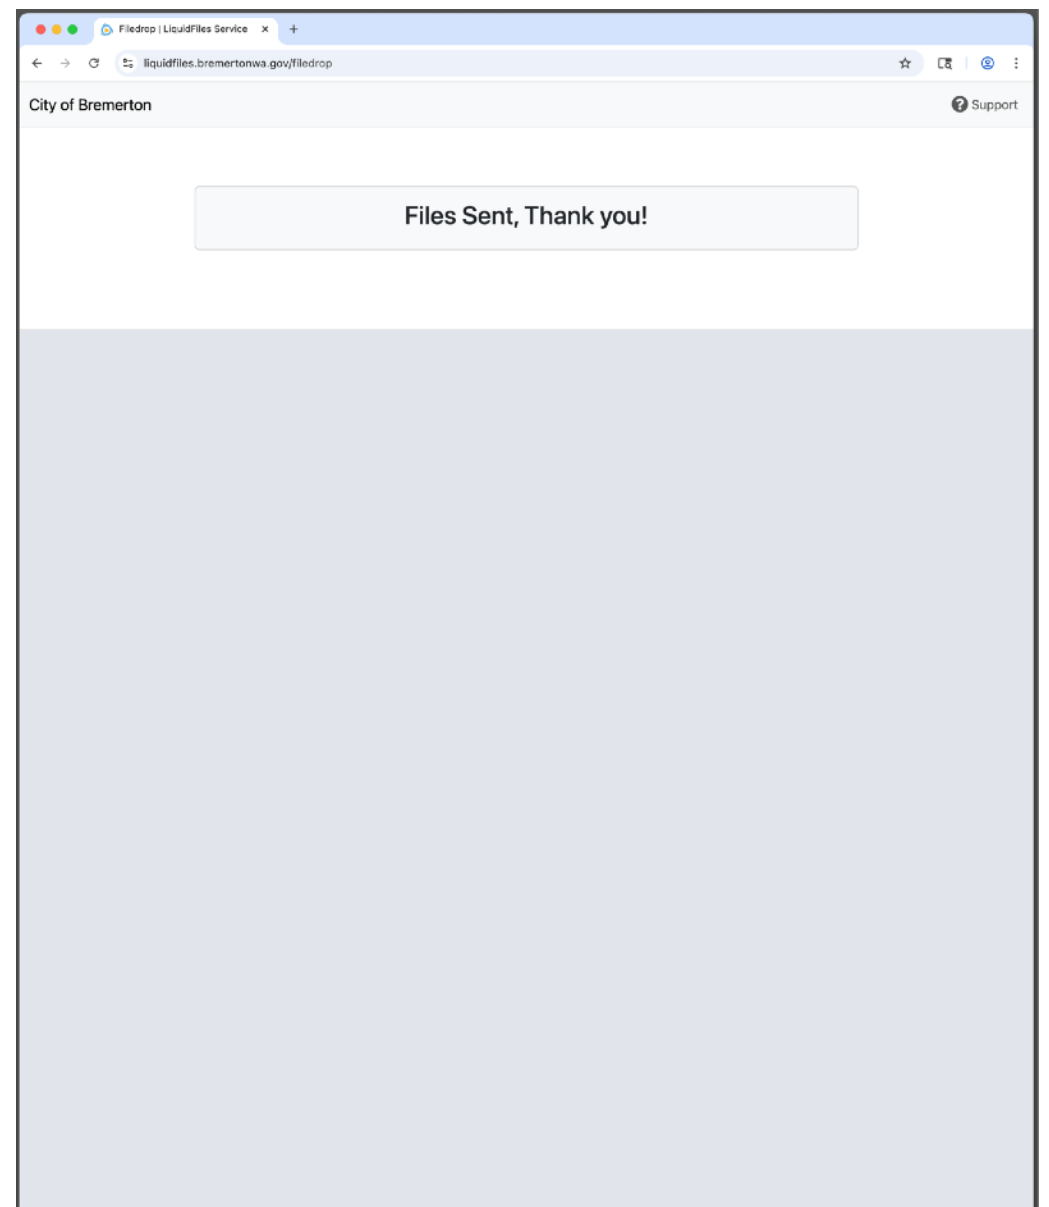 Filedrop | LiquidFiles Service
liquidfiles.bremertonwa.gov/filedrop
City of Bremerton
Support
Files Sent, Thank you!